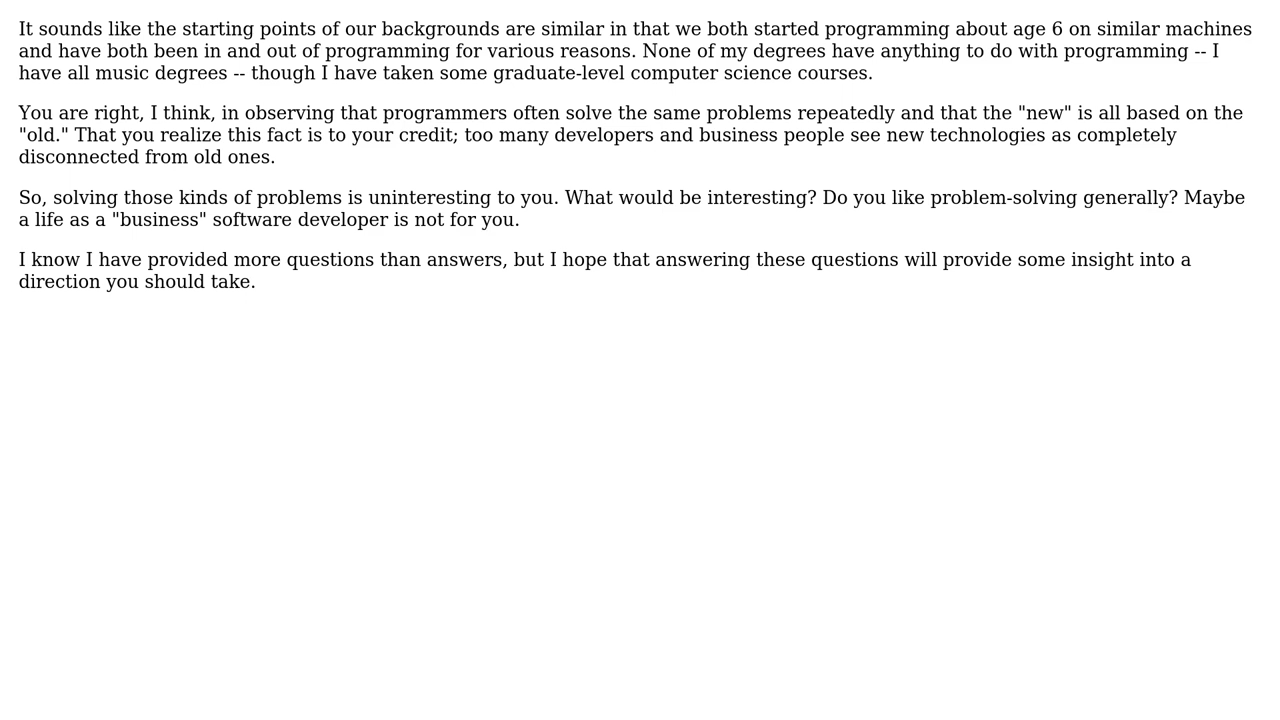 It sounds like the starting points of our backgrounds are similar in that we both started programming about age 6 on similar machines
and have both been in and out of programming for various reasons. None of my degrees have anything to do with programming -- I
have all music degrees -- though I have taken some graduate-level computer science courses.
You are right, I think, in observing that programmers often solve the same problems repeatedly and that the "new" is all based on the
"old." That you realize this fact is to your credit; too many developers and business people see new technologies as completely
disconnected from old ones.
So, solving those kinds of problems is uninteresting to you. What would be interesting? Do you like problem-solving generally? Maybe
a life as a "business" software developer is not for you.
I know I have provided more questions than answers, but I hope that answering these questions will provide some insight into a
direction you should take.